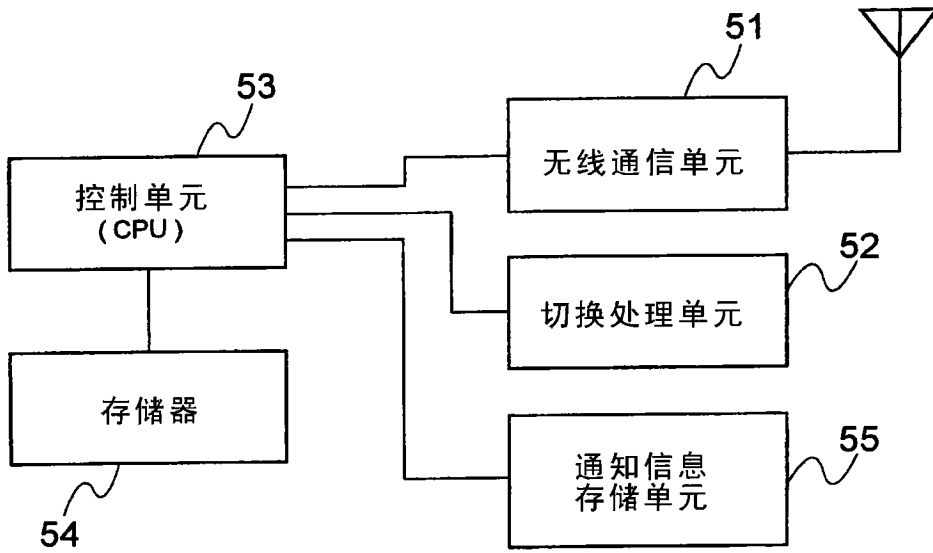 51
53
无线通信单元
控制单元
(CPU)
52
切换处理单元
存储器
55
通知信息
存储单元
54